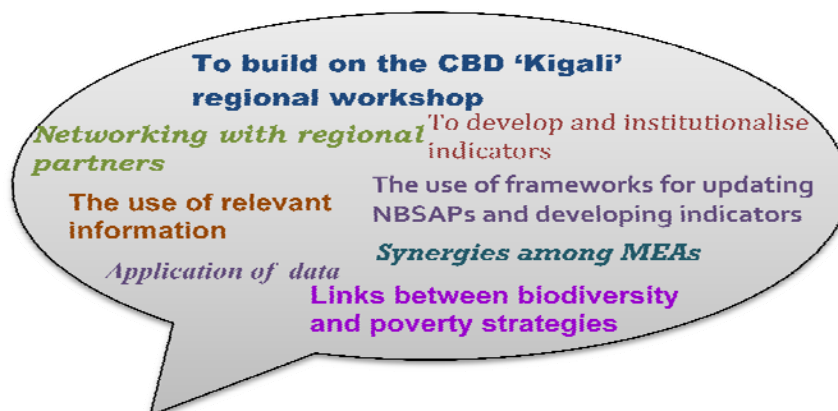 To build on the CBD ‘Kigali’
regional workshop
Networking with regional
partners
To develop and institutionalise
indicators
The use of relevant
information
The use of frameworks for updating
NBSAPs and developing indicators
Synergies among MEAs
Application of data
Links between biodiversity
and poverty strategies